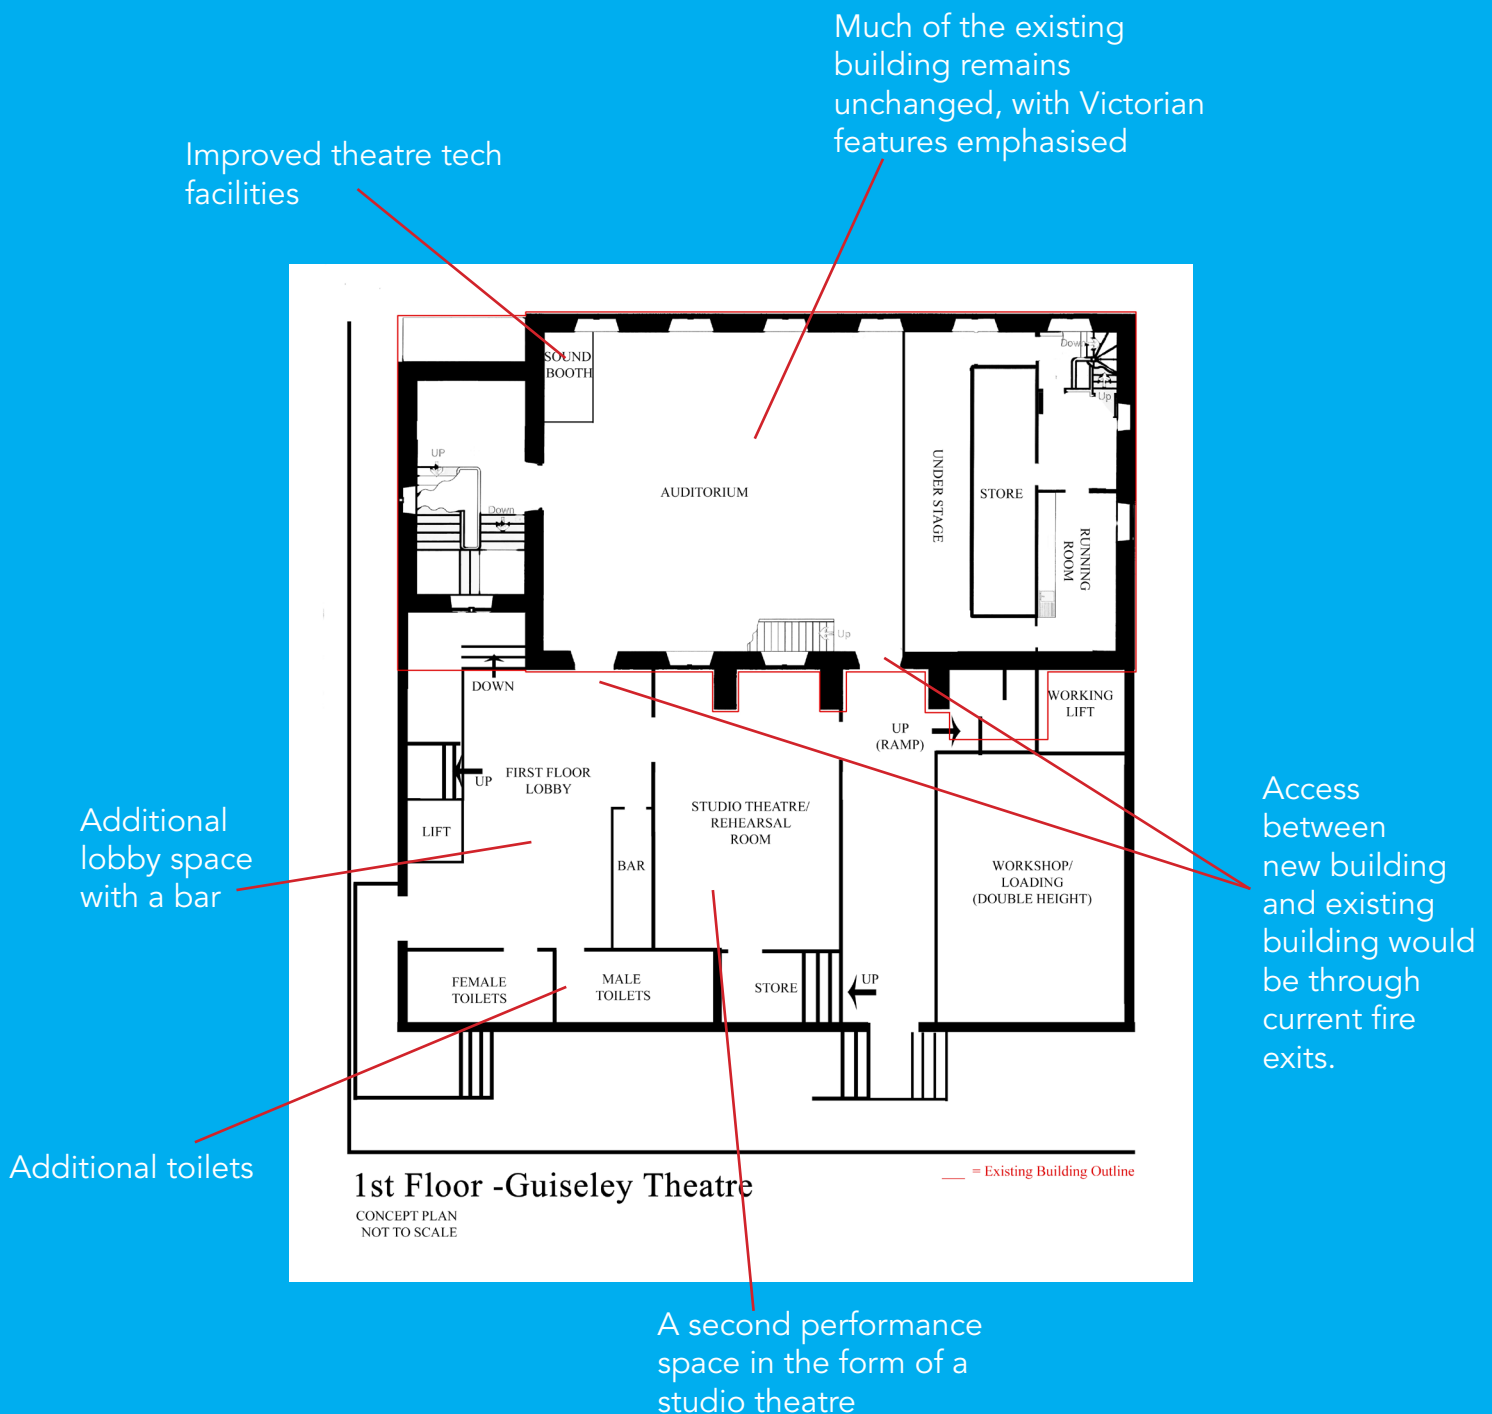 Much of the existing
building remains
unchanged, with Victorian
features emphasised
Improved theatre tech
facilities
SOUND
BOOTH
Down
Up
UP
Down
AUDITORIUM
UNDER STAGE
STORE
RUNNING
ROOM
Up
DOWN
WORKING
LIFT
UP
(RAMP)
UP
FIRST FLOOR
LOBBY
LIFT
BAR
STUDIO THEATRE/
REHEARSAL
ROOM
WORKSHOP/
LOADING
(DOUBLE HEIGHT)
Additional
lobby space
with a bar
Access
between
new building
and existing
building would
be through
current fire
exits.
FEMALE
TOILETS
MALE
TOILETS
STORE
UP
Additional toilets
1st Floor -Guiseley Theatre
CONCEPT PLAN
NOT TO SCALE
___ = Existing Building Outline
A second performance
space in the form of a
studio theatre